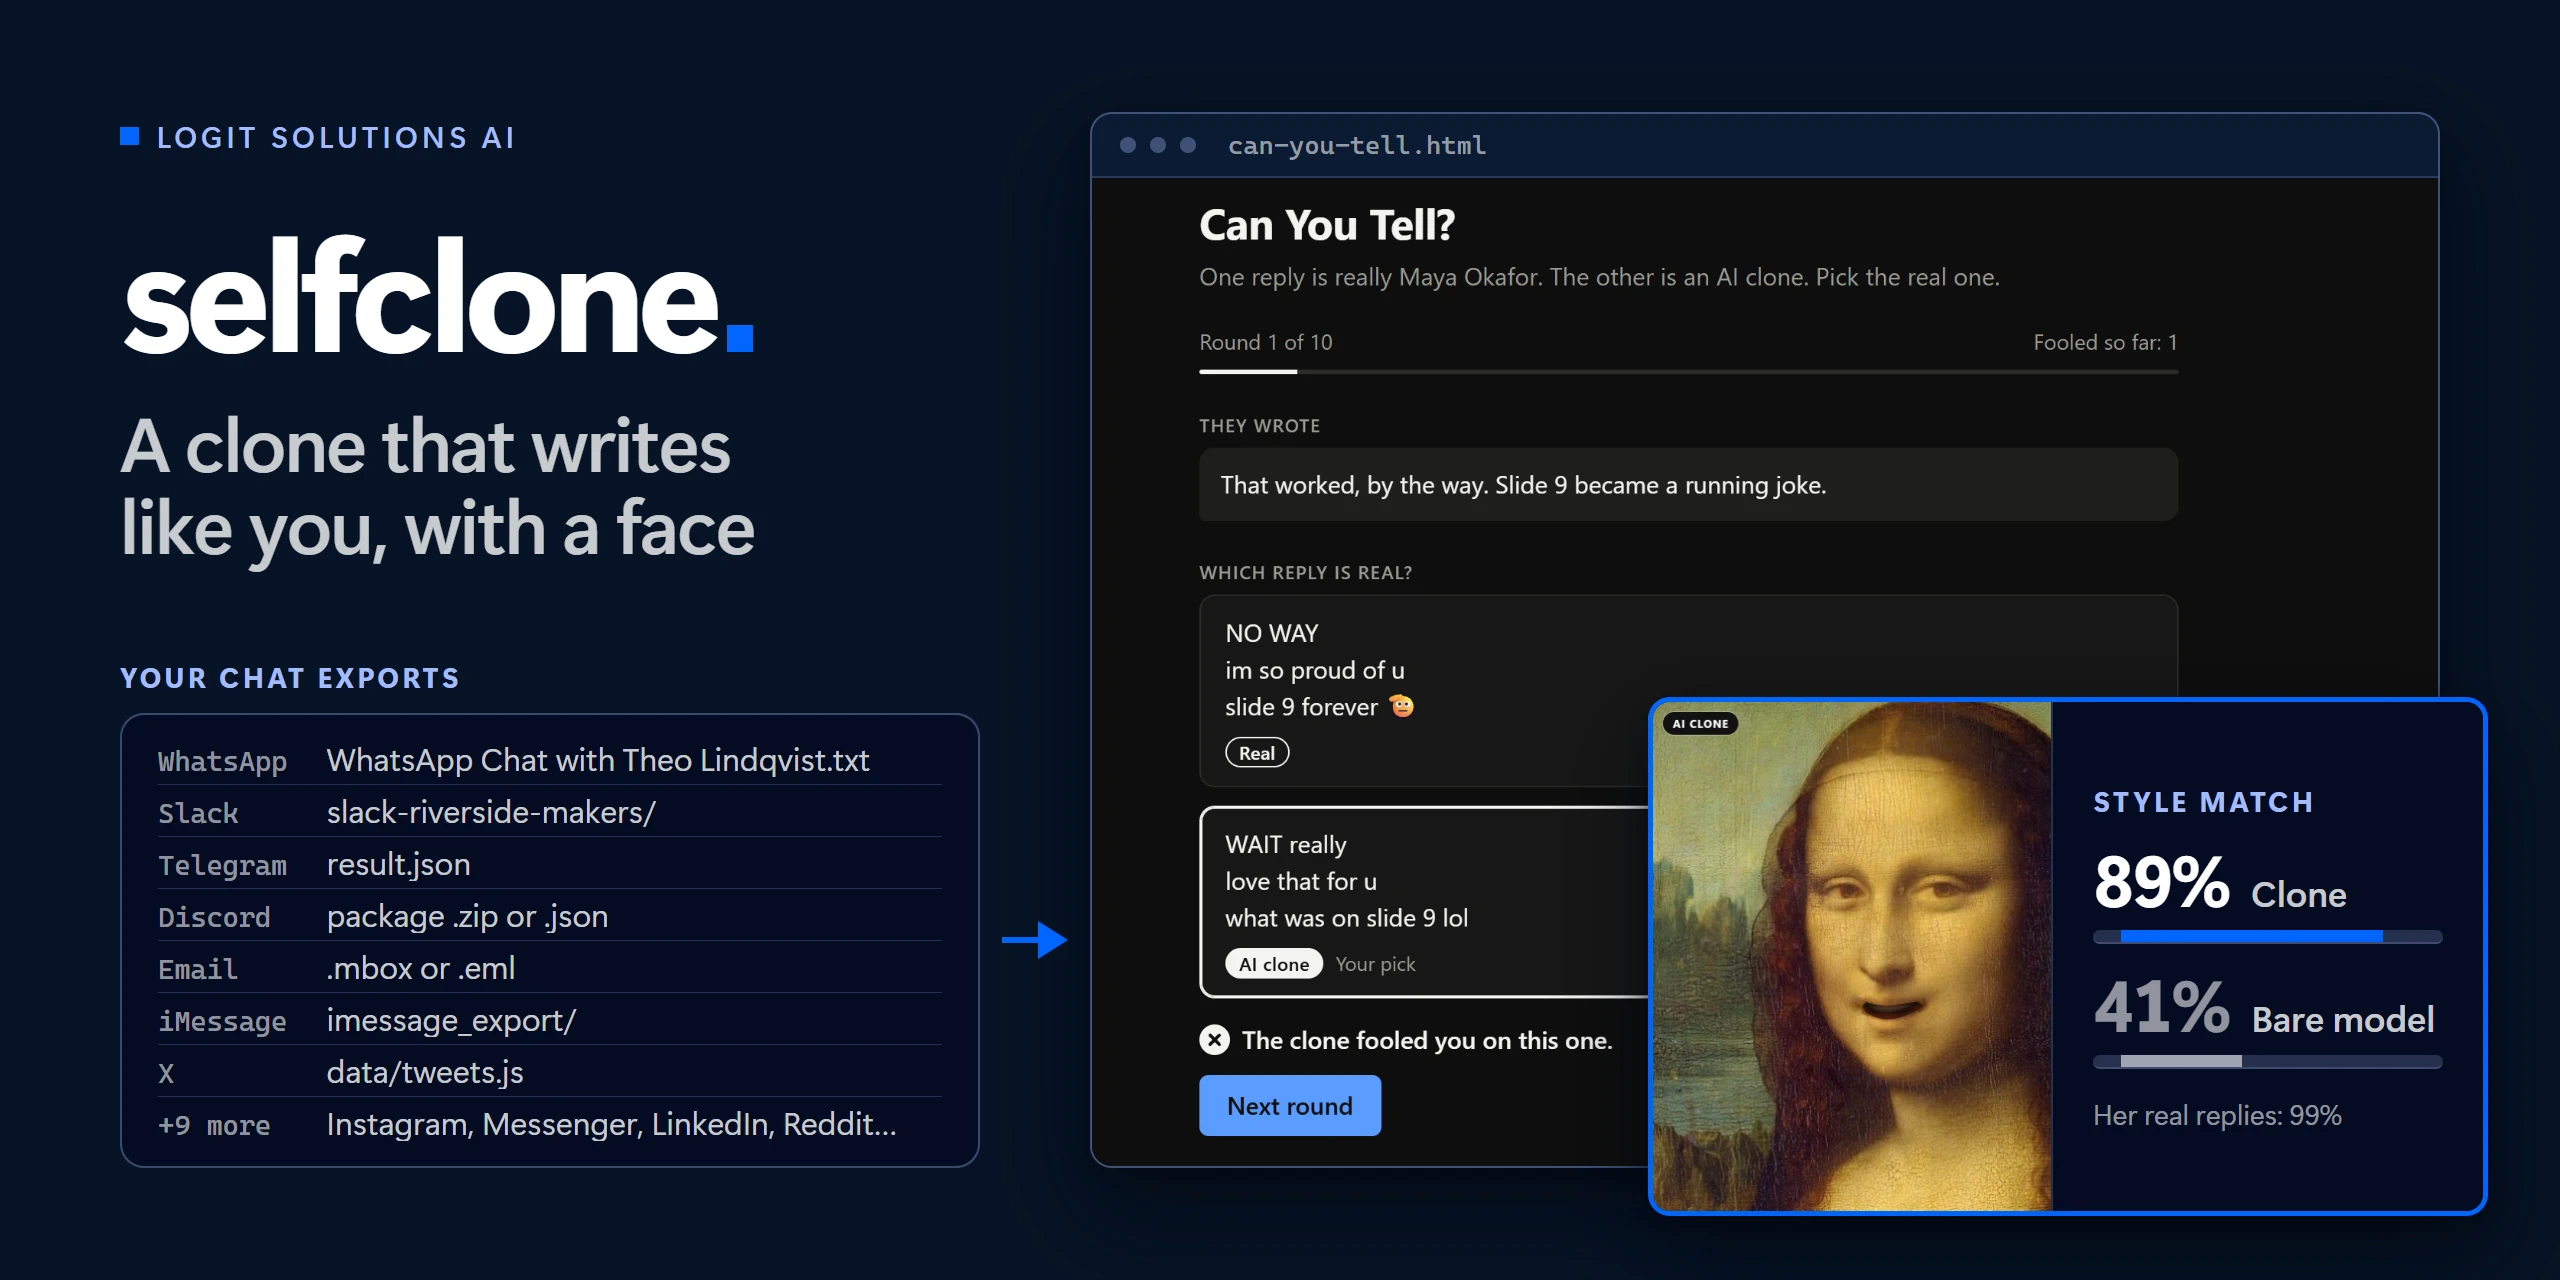 LOGIT SOLUTIONS AI
selfclone.
A clone that writes
like you, with a face
YOUR CHAT EXPORTS
WhatsApp WhatsApp Chat with Theo Lindqvist.txt
Slack slack-riverside-makers/
Telegram result.json
Discord package .zip or .json
Email .mbox or .eml
iMessage imessage_export/
X data/tweets.js
+9 more Instagram, Messenger, LinkedIn, Reddit...
can-you-tell.html
Can You Tell?
One reply is really Maya Okafor. The other is an AI clone. Pick the real one.
Round 1 of 10
Fooled so far: 1
THEY WROTE
That worked, by the way. Slide 9 became a running joke.
WHICH REPLY IS REAL?
NO WAY
im so proud of u
slide 9 forever 🫡
Real
WAIT really
love that for u
what was on slide 9 lol
AI clone Your pick
The clone fooled you on this one.
Next round
AI CLONE
STYLE MATCH
89% Clone
41% Bare model
Her real replies: 99%